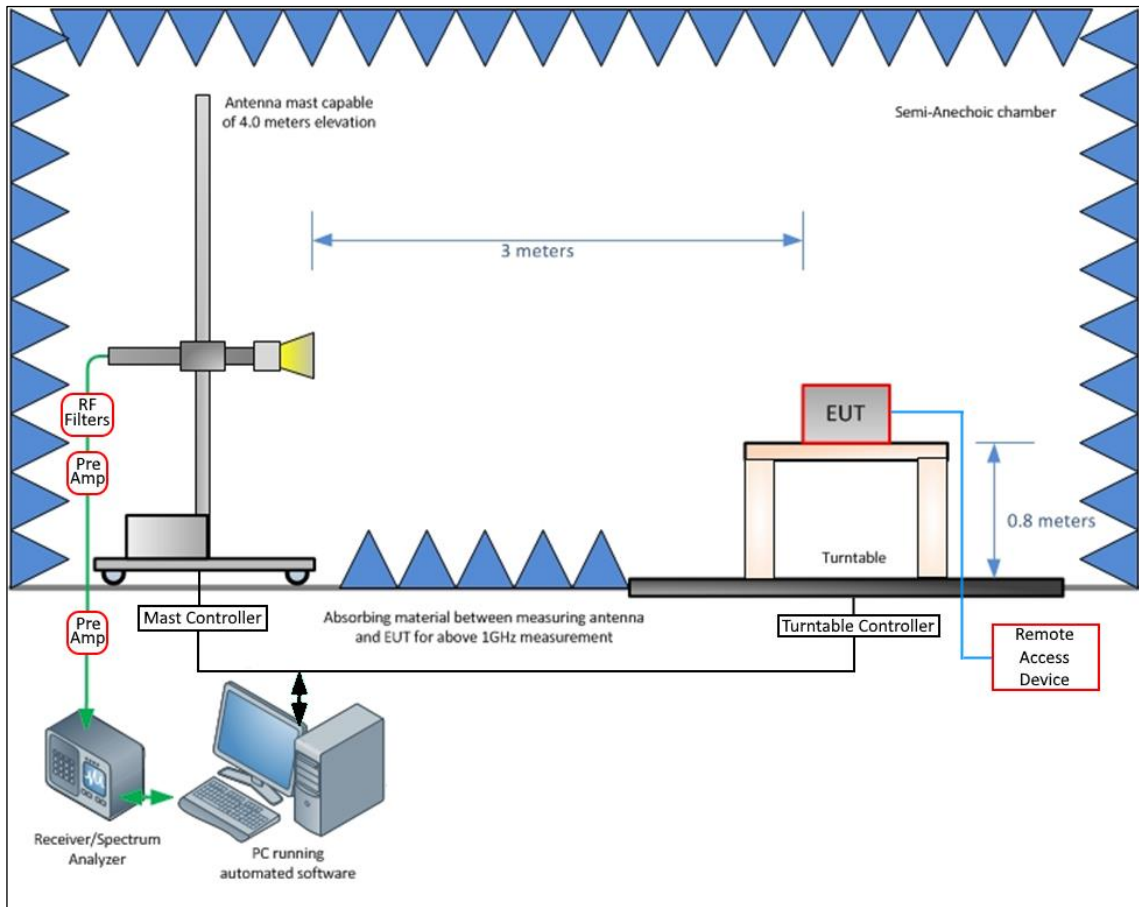 Antenna mast capable
of 4.0 meters elevation
Semi-Anechoic chamber
3 meters
RF
Filters
Pre
Amp
EUT
0.8 meters
Turntable
Pre
Amp
Mast Controller
Absorbing material between measuring antenna
and EUT for above 1GHz measurement
Turntable Controller
Remote
Access
Device
Receiver/Spectrum
Analyzer
PC running
automated software